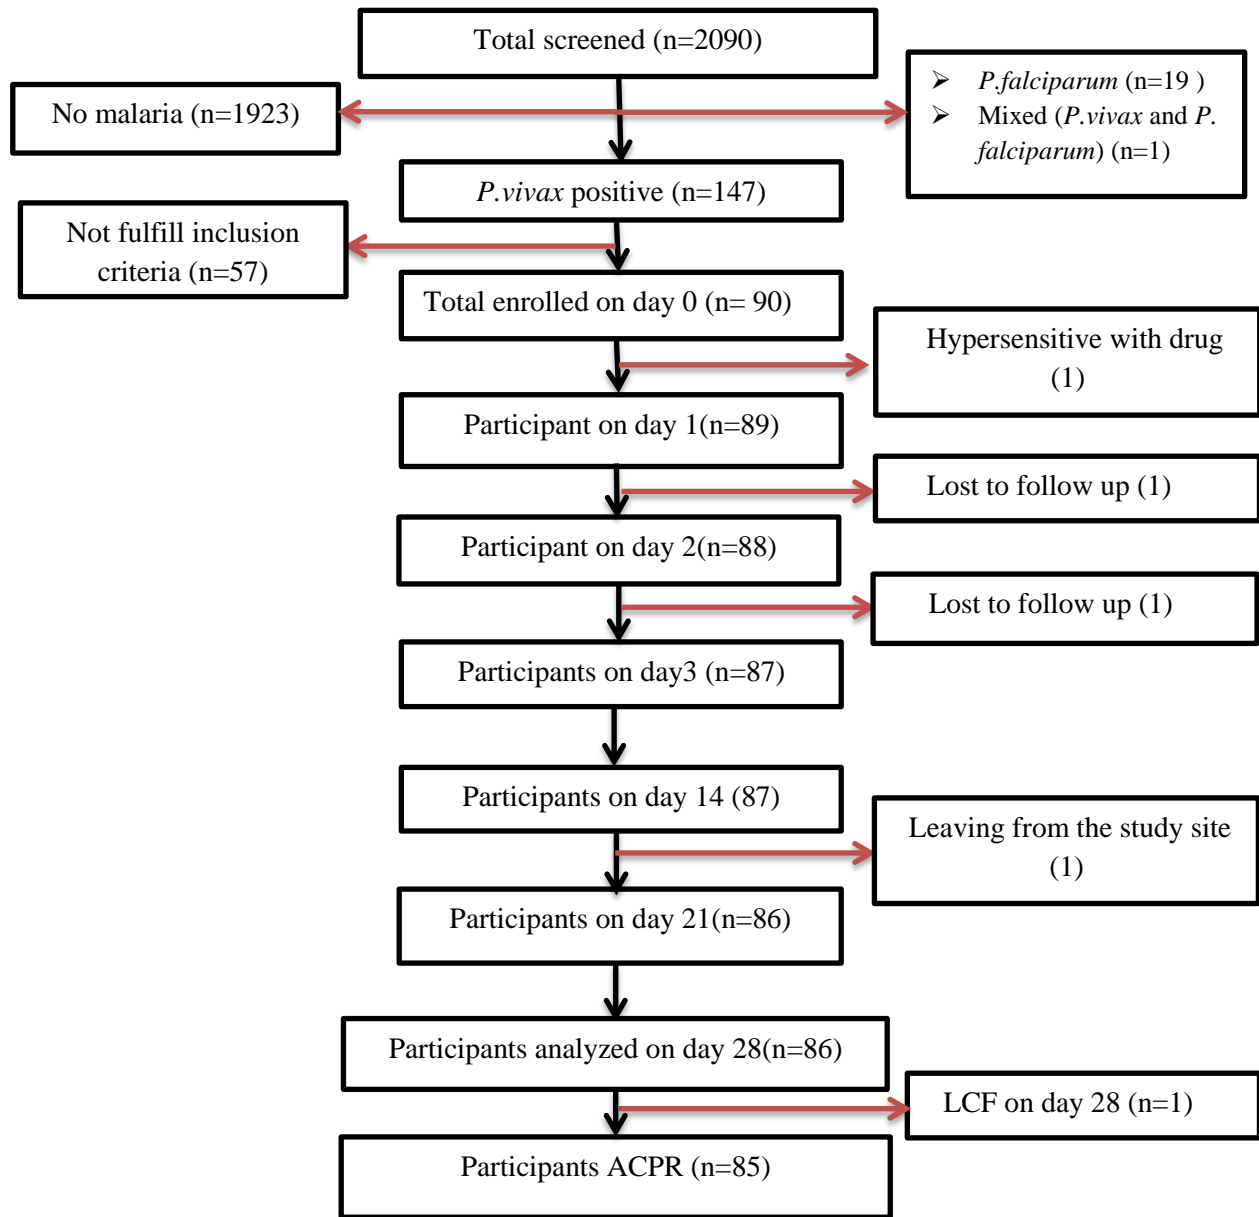 Total screened (n=2090)
No malaria (n=1923)
➢ P.falciparum (n=19 )
➢ Mixed (P.vivax and P.
falciparum) (n=1)
P.vivax positive (n=147)
Not fulfill inclusion
criteria (n=57)
Total enrolled on day 0 (n= 90)
Hypersensitive with drug
(1)
Participant on day 1(n=89)
Lost to follow up (1)
Participant on day 2(n=88)
Lost to follow up (1)
Participants on day3 (n=87)
Participants on day 14 (87)
Leaving from the study site
(1)
Participants on day 21(n=86)
Participants analyzed on day 28(n=86)
LCF on day 28 (n=1)
Participants ACPR (n=85)